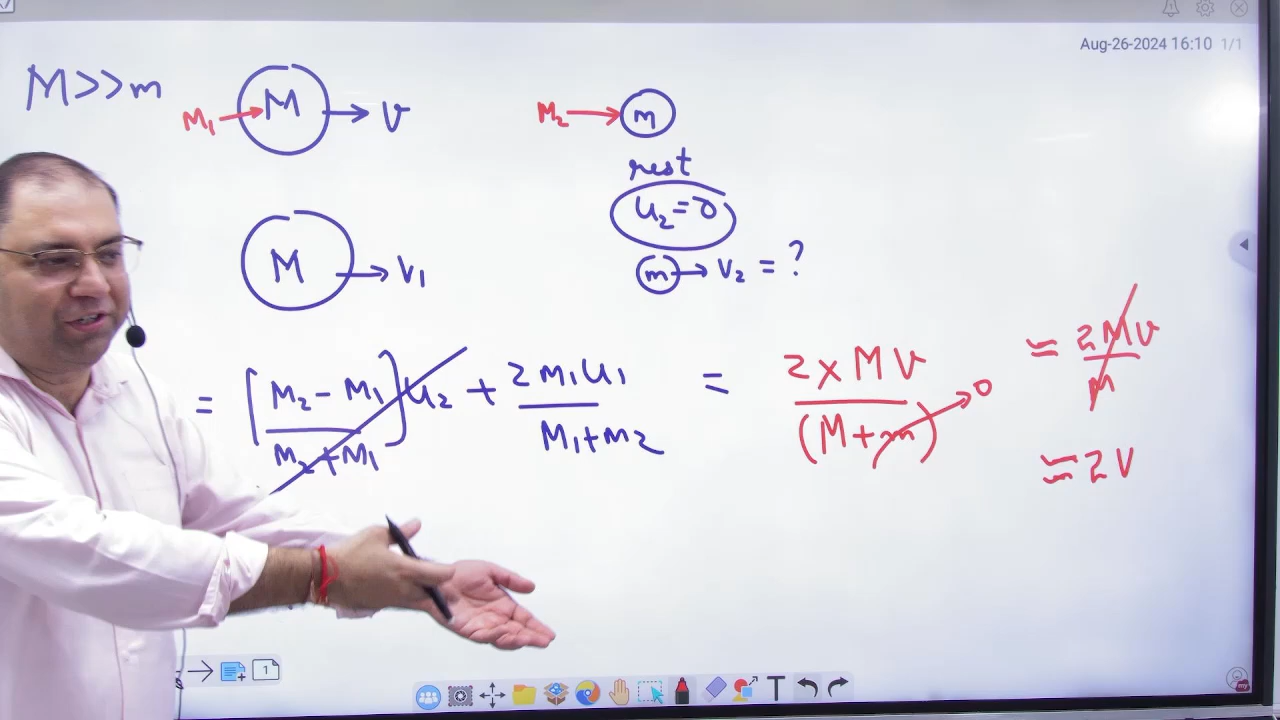 Aug-26-2024 16:10 1/1
M>>m
M1 → M → v
M2 → m
rest
u2=0
M → v1
m → v2 = ?
= [M2 - M1 / M2 + M1] u2 + 2M1u1 / M1+m2 = 2×Mv / (M+m) → 0 ≈ 2Mv / M
≈ 2v
1
T